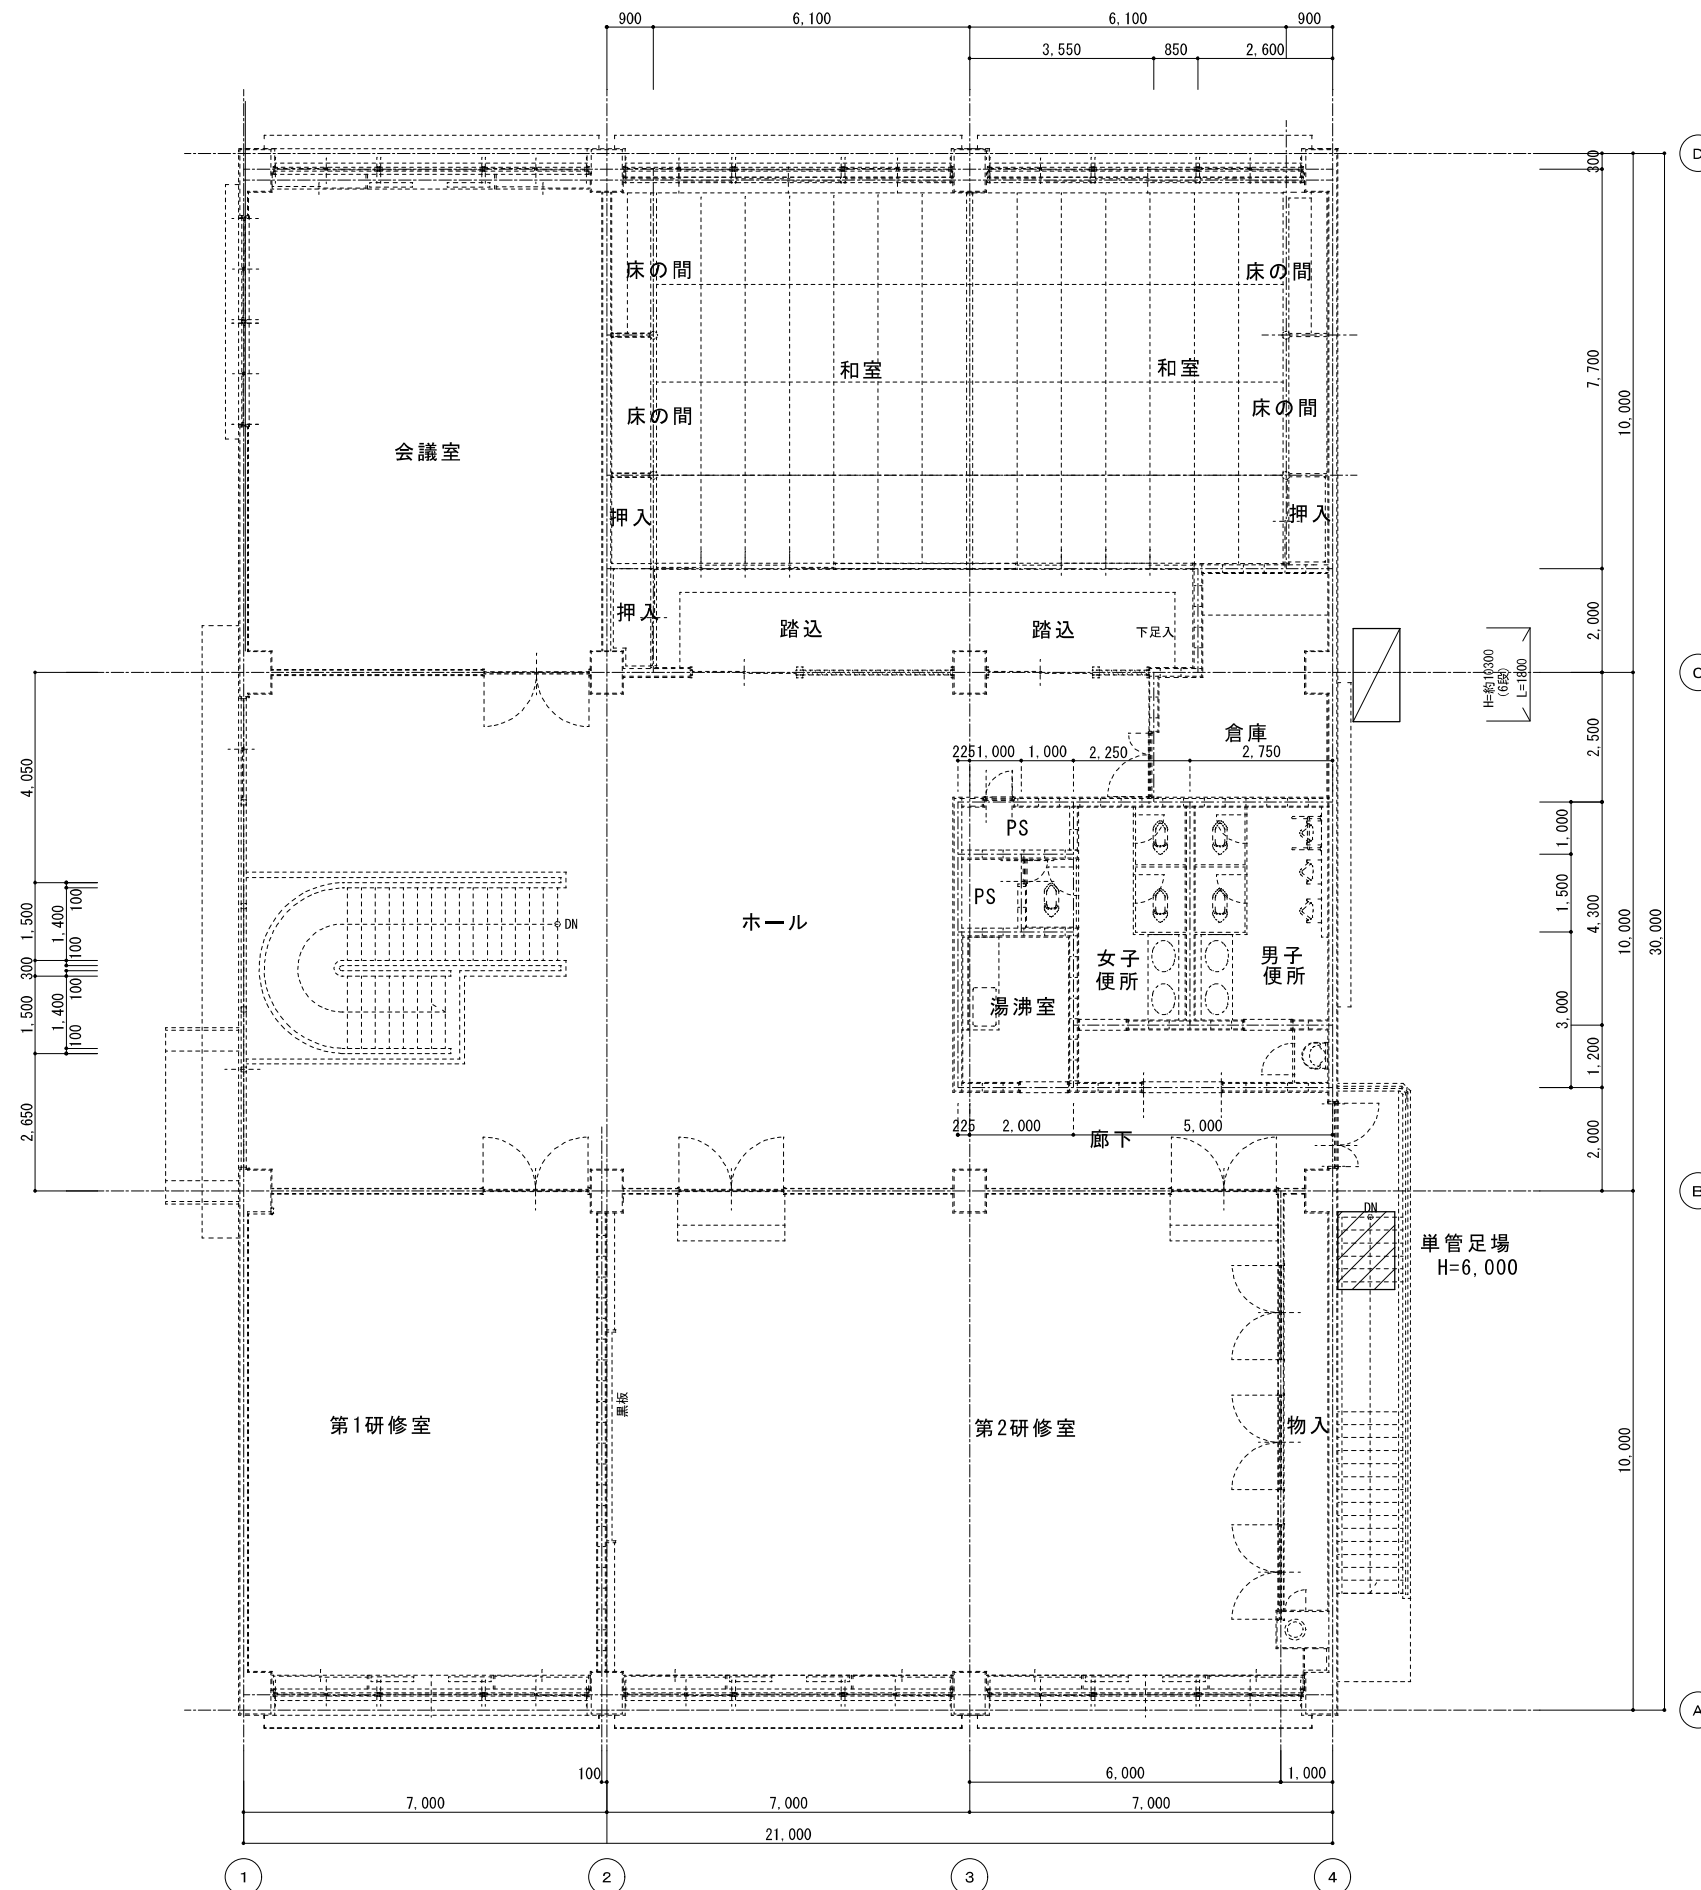 900
6,100
6,100
900
3,550
850
2,600
D
300
床の間
床の間
和室
和室
7,700
10,000
床の間
床の間
会議室
押入
押入
押入
踏込
踏込
下足入
2,000
H=約10300
(6段)
L=1800
C
倉庫
2,500
225
1,000
1,000
2,250
2,750
4,050
PS
1,000
PS
100
1,400
1,500
100
DN
ホール
1,500
4,300
10,000
30,000
300
女子
便所
男子
便所
100
1,400
1,500
100
湯沸室
3,000
1,200
2,650
225
2,000
5,000
廊下
2,000
B
DN
単管足場
H=6,000
黒板
第1研修室
第2研修室
物入
10,000
A
100
6,000
1,000
7,000
7,000
7,000
21,000
1
2
3
4